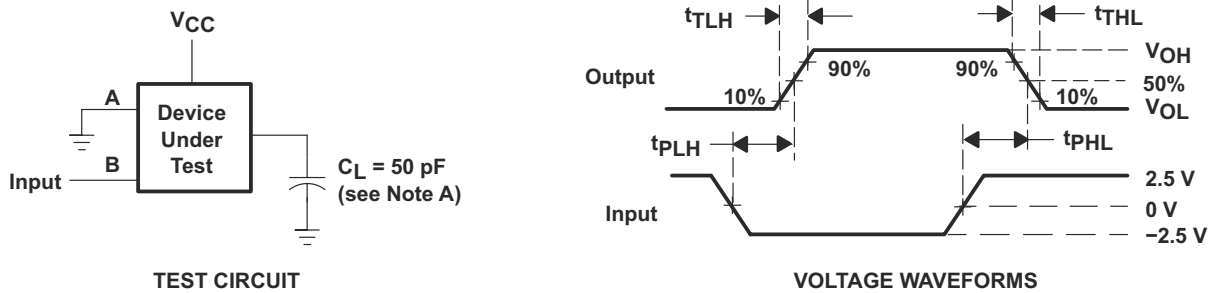 VCC
A
Device
Under
Test
B
Input
CL = 50 pF
(see Note A)
TEST CIRCUIT
tTLH
tTHL
Output
90%
90%
VOH
50%
10%
10%
VOL
tPLH
tPHL
Input
2.5 V
0 V
−2.5 V
VOLTAGE WAVEFORMS